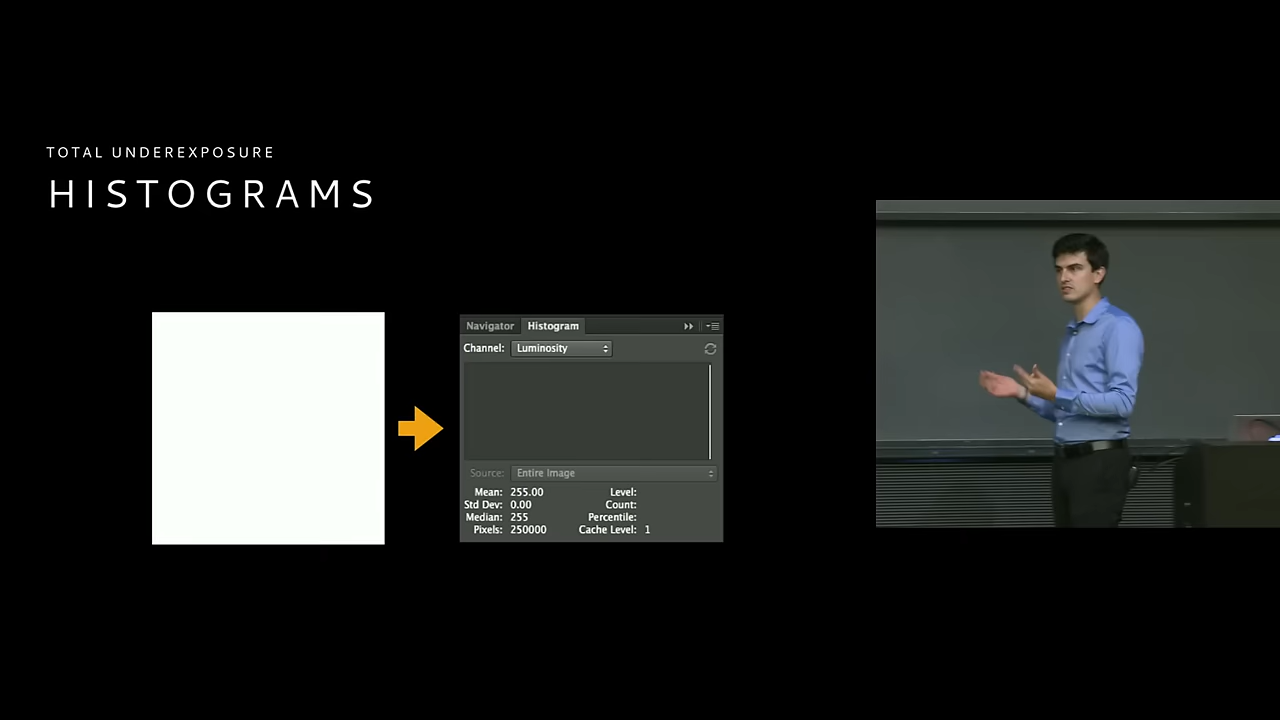 TOTAL UNDEREXPOSURE
HISTOGRAMS
Navigator Histogram
Channel: Luminosity
Source: Entire Image
Mean: 255.00 Level:
Std Dev: 0.00 Count:
Median: 255 Percentile:
Pixels: 250000 Cache Level: 1